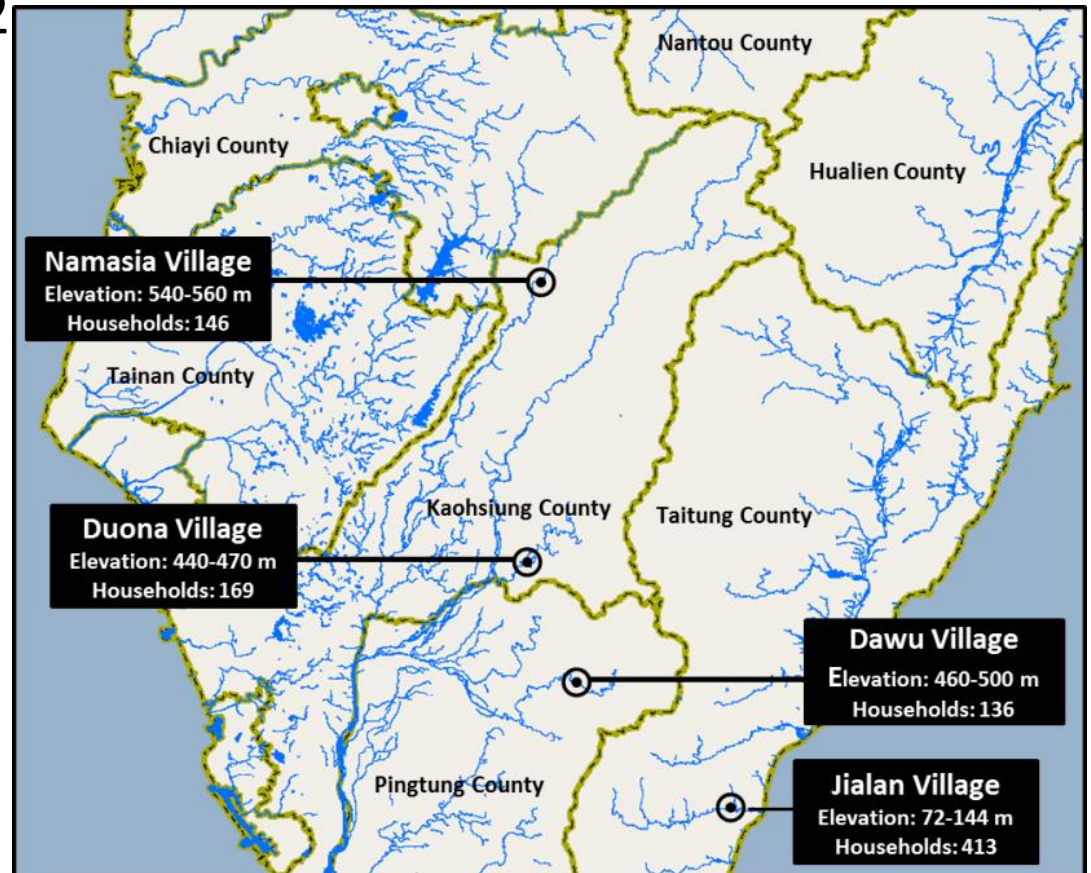 Nantou County
Chiayi County
Hualien County
Namasia Village
Elevation: 540-560 m
Households: 146
Tainan County
Kaohsiung County
Taitung County
Duona Village
Elevation: 440-470 m
Households: 169
Dawu Village
Elevation: 460-500 m
Households: 136
Pingtung County
Jialan Village
Elevation: 72-144 m
Households: 413